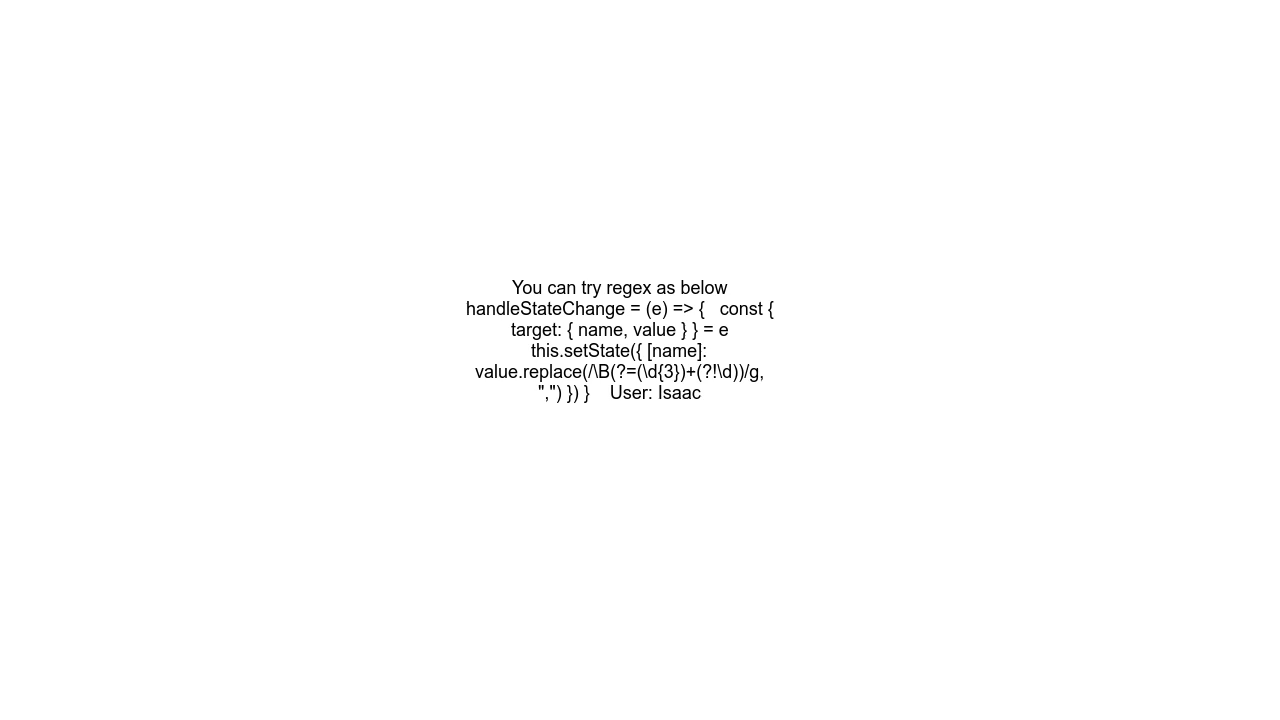 You can try regex as below
handleStateChange = (e) => {   const {
target: { name, value } } = e
this.setState({ [name]:
value.replace(/\B(?=(\d{3})+(?!\d))/g,
",") }) }    User: Isaac